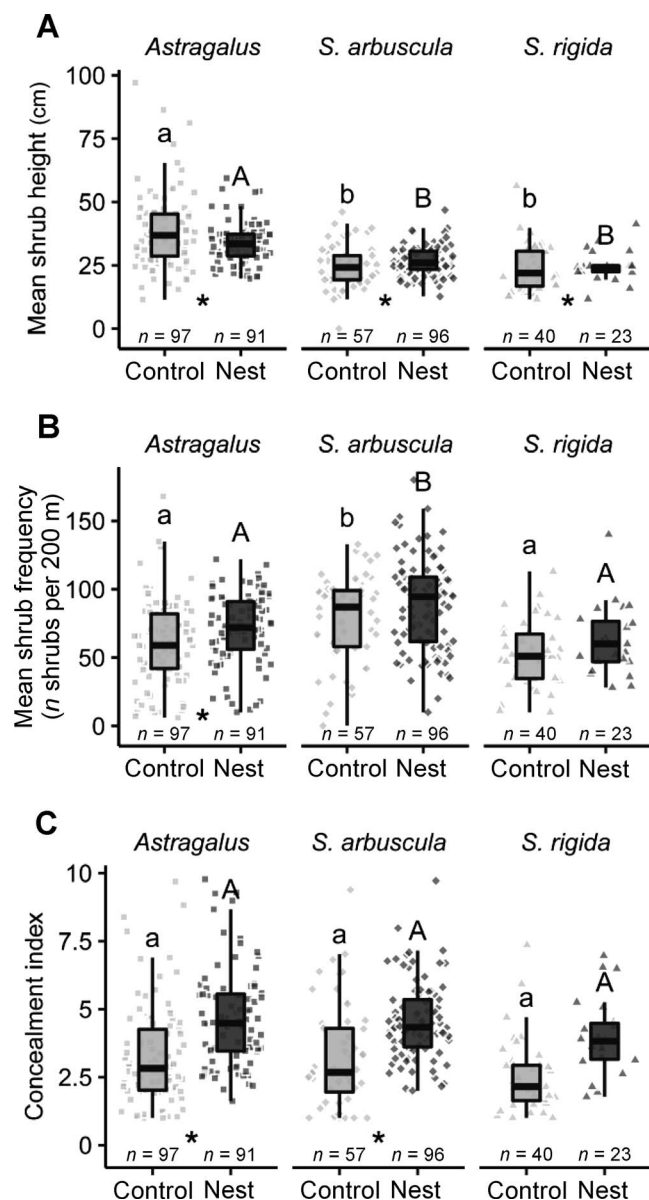 A
Astragalus S. arbuscula S. rigida
Mean shrub height (cm)
100
75
50
25
0
a A b B b B
* * *
n = 97 n = 91 n = 57 n = 96 n = 40 n = 23
Control Nest Control Nest Control Nest
B
Astragalus S. arbuscula S. rigida
Mean shrub frequency
(n shrubs per 200 m)
150
100
50
0
a A b B a A
*
n = 97 n = 91 n = 57 n = 96 n = 40 n = 23
Control Nest Control Nest Control Nest
C
Astragalus S. arbuscula S. rigida
Concealment index
10
7.5
5
2.5
0
a A a A a A
* *
n = 97 n = 91 n = 57 n = 96 n = 40 n = 23
Control Nest Control Nest Control Nest